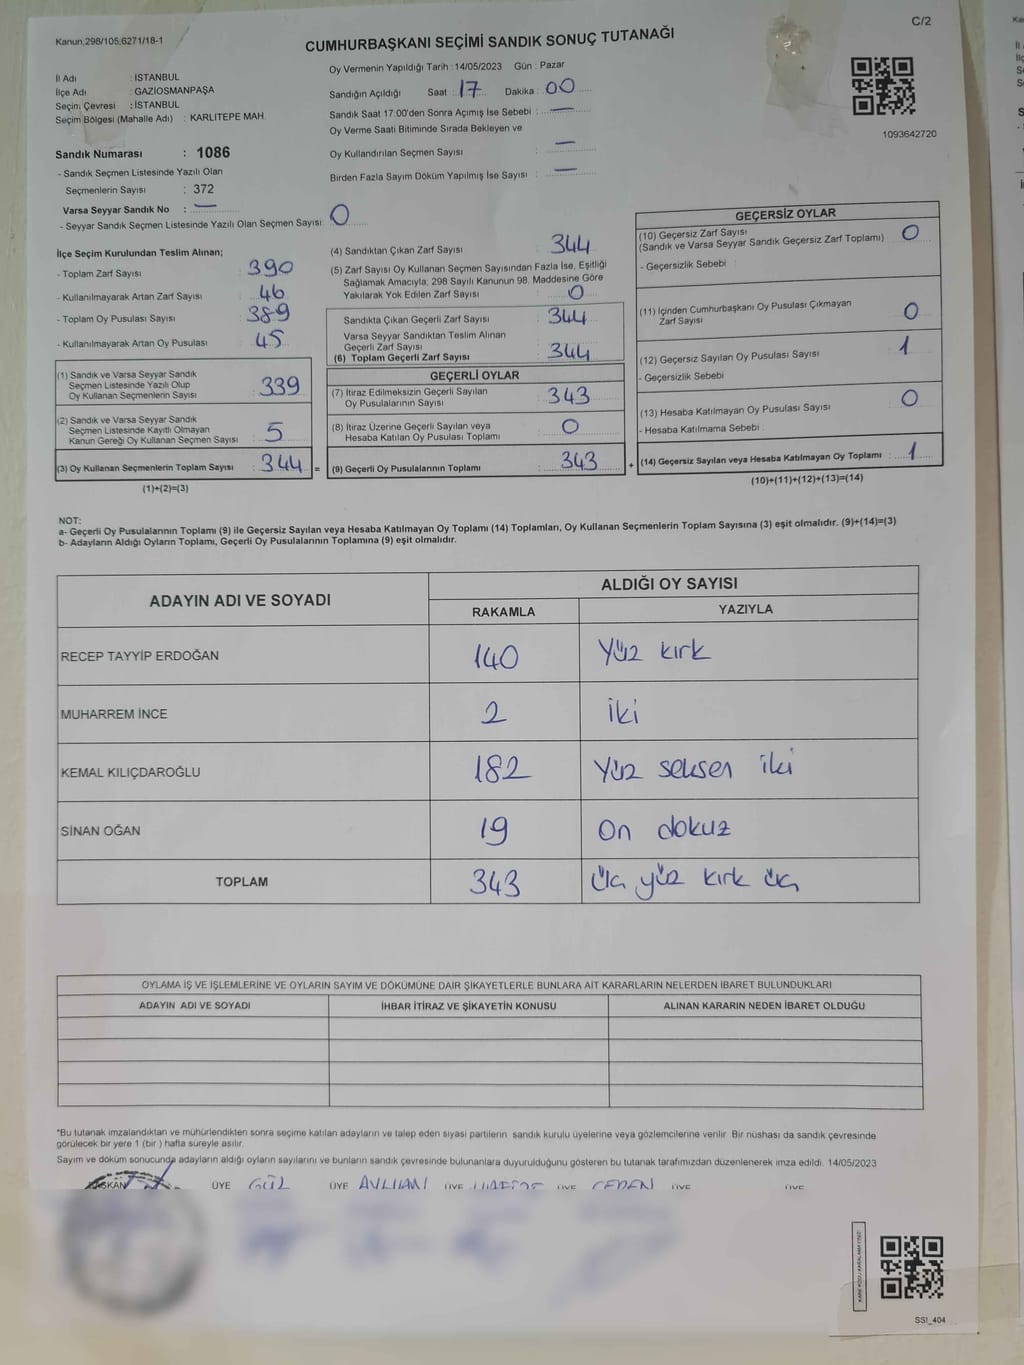 C/2
Kanun;298/105;6271/18-1
CUMHURBAŞKANI SEÇİMİ SANDIK SONUÇ TUTANAĞI
İl Adı : İSTANBUL
İlçe Adı : GAZİOSMANPAŞA
Seçim Çevresi : İSTANBUL
Seçim Bölgesi (Mahalle Adı) : KARLITEPE MAH.
Oy Vermenin Yapıldığı Tarih : 14/05/2023 Gün : Pazar
Sandığın Açıldığı Saat : 17 Dakika : 00
Sandık Saat 17:00'den Sonra Açımış İse Sebebi : —
Oy Verme Saati Bitiminde Sırada Bekleyen ve
Oy Kullandırılan Seçmen Sayısı : —
Birden Fazla Sayım Döküm Yapılmış İse Sayısı : —
1093642720
Sandık Numarası : 1086
- Sandık Seçmen Listesinde Yazılı Olan
Seçmenlerin Sayısı : 372
Varsa Seyyar Sandık No : —
- Seyyar Sandık Seçmen Listesinde Yazılı Olan Seçmen Sayısı : 0
İlçe Seçim Kurulundan Teslim Alınan;
- Toplam Zarf Sayısı : 390
- Kullanılmayarak Artan Zarf Sayısı : 46
- Toplam Oy Pusulası Sayısı : 389
- Kullanılmayarak Artan Oy Pusulası : 45
(1) Sandık ve Varsa Seyyar Sandık
Seçmen Listesinde Yazılı Olup
Oy Kullanan Seçmenlerin Sayısı : 339
(2) Sandık ve Varsa Seyyar Sandık
Seçmen Listesinde Kayıtlı Olmayan
Kanun Gereği Oy Kullanan Seçmen Sayısı : 5
(3) Oy Kullanan Seçmenlerin Toplam Sayısı : 344 =
(1)+(2)=(3)
(4) Sandıktan Çıkan Zarf Sayısı : 344
(5) Zarf Sayısı Oy Kullanan Seçmen Sayısından Fazla İse, Eşitliği
Sağlamak Amacıyla; 298 Sayılı Kanunun 98. Maddesine Göre
Yakılarak Yok Edilen Zarf Sayısı : 0
Sandıkta Çıkan Geçerli Zarf Sayısı : 344
Varsa Seyyar Sandıktan Teslim Alınan
Geçerli Zarf Sayısı
(6) Toplam Geçerli Zarf Sayısı : 344
GEÇERLİ OYLAR
(7) İtiraz Edilmeksizin Geçerli Sayılan
Oy Pusulalarının Sayısı : 343
(8) İtiraz Üzerine Geçerli Sayılan veya
Hesaba Katılan Oy Pusulası Toplamı : 0
(9) Geçerli Oy Pusulalarının Toplamı : 343 +
GEÇERSİZ OYLAR
(10) Geçersiz Zarf Sayısı
(Sandık ve Varsa Seyyar Sandık Geçersiz Zarf Toplamı) : 0
- Geçersizlik Sebebi :
(11) İçinden Cumhurbaşkanı Oy Pusulası Çıkmayan
Zarf Sayısı : 0
(12) Geçersiz Sayılan Oy Pusulası Sayısı : 1
- Geçersizlik Sebebi
(13) Hesaba Katılmayan Oy Pusulası Sayısı : 0
- Hesaba Katılmama Sebebi :
(14) Geçersiz Sayılan veya Hesaba Katılmayan Oy Toplamı : 1
(10)+(11)+(12)+(13)=(14)
NOT:
a- Geçerli Oy Pusulalarının Toplamı (9) ile Geçersiz Sayılan veya Hesaba Katılmayan Oy Toplamı (14) Toplamları, Oy Kullanan Seçmenlerin Toplam Sayısına (3) eşit olmalıdır. (9)+(14)=(3)
b- Adayların Aldığı Oyların Toplamı, Geçerli Oy Pusulalarının Toplamına (9) eşit olmalıdır.
ADAYIN ADI VE SOYADI ALDIĞI OY SAYISI
RAKAMLA YAZIYLA
RECEP TAYYİP ERDOĞAN 140 Yüz kırk
MUHARREM İNCE 2 iki
KEMAL KILIÇDAROĞLU 182 Yüz seksen iki
SİNAN OĞAN 19 On dokuz
TOPLAM 343 Üç yüz kırk üç
OYLAMA İŞ VE İŞLEMLERİNE VE OYLARIN SAYIM VE DÖKÜMÜNE DAİR ŞİKAYETLERLE BUNLARA AİT KARARLARIN NELERDEN İBARET BULUNDUKLARI
ADAYIN ADI VE SOYADI İHBAR İTİRAZ VE ŞİKAYETİN KONUSU ALINAN KARARIN NEDEN İBARET OLDUĞU
*Bu tutanak imzalandıktan ve mühürlendikten sonra seçime katılan adayların ve talep eden siyasi partilerin sandık kurulu üyelerine veya gözlemcilerine verilir. Bir nüshası da sandık çevresinde
görülecek bir yere 1 (bir ) hafta süreyle asılır.
Sayım ve döküm sonucunda adayların aldığı oyların sayılarını ve bunların sandık çevresinde bulunanlara duyurulduğunu gösteren bu tutanak tarafımızdan düzenlenerek imza edildi. 14/05/2023
BAŞKAN ÜYE GÜL ÜYE ÜYE ÜYE ÜYE ÜYE
SSI_404